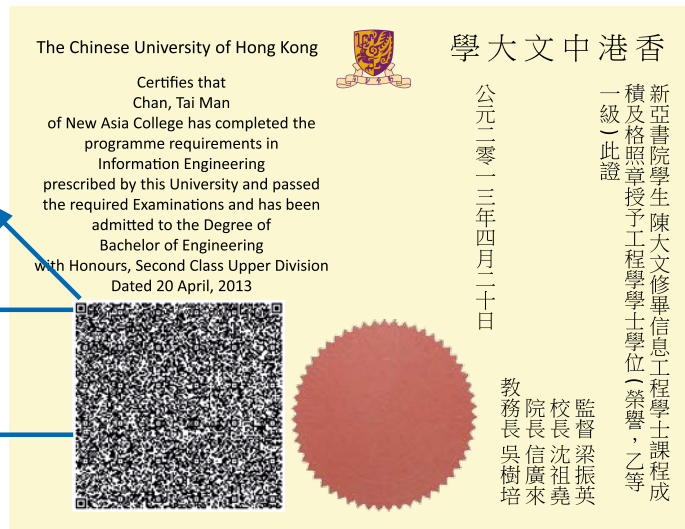 The Chinese University of Hong Kong
Certifies that
Chan, Tai Man
of New Asia College has completed the
programme requirements in
Information Engineering
prescribed by this University and passed
the required Examinations and has been
admitted to the Degree of
Bachelor of Engineering
with Honours, Second Class Upper Division
Dated 20 April, 2013
學大文中港香
新亞書院學生 陳大文修畢信息工程學士課程成
積及格照章授予工程學學士學位(榮譽，乙等
一級)此證
公元二零一三年四月二十日
監督 梁振英
校長 沈祖堯
院長 信廣來
教務長 吳樹培